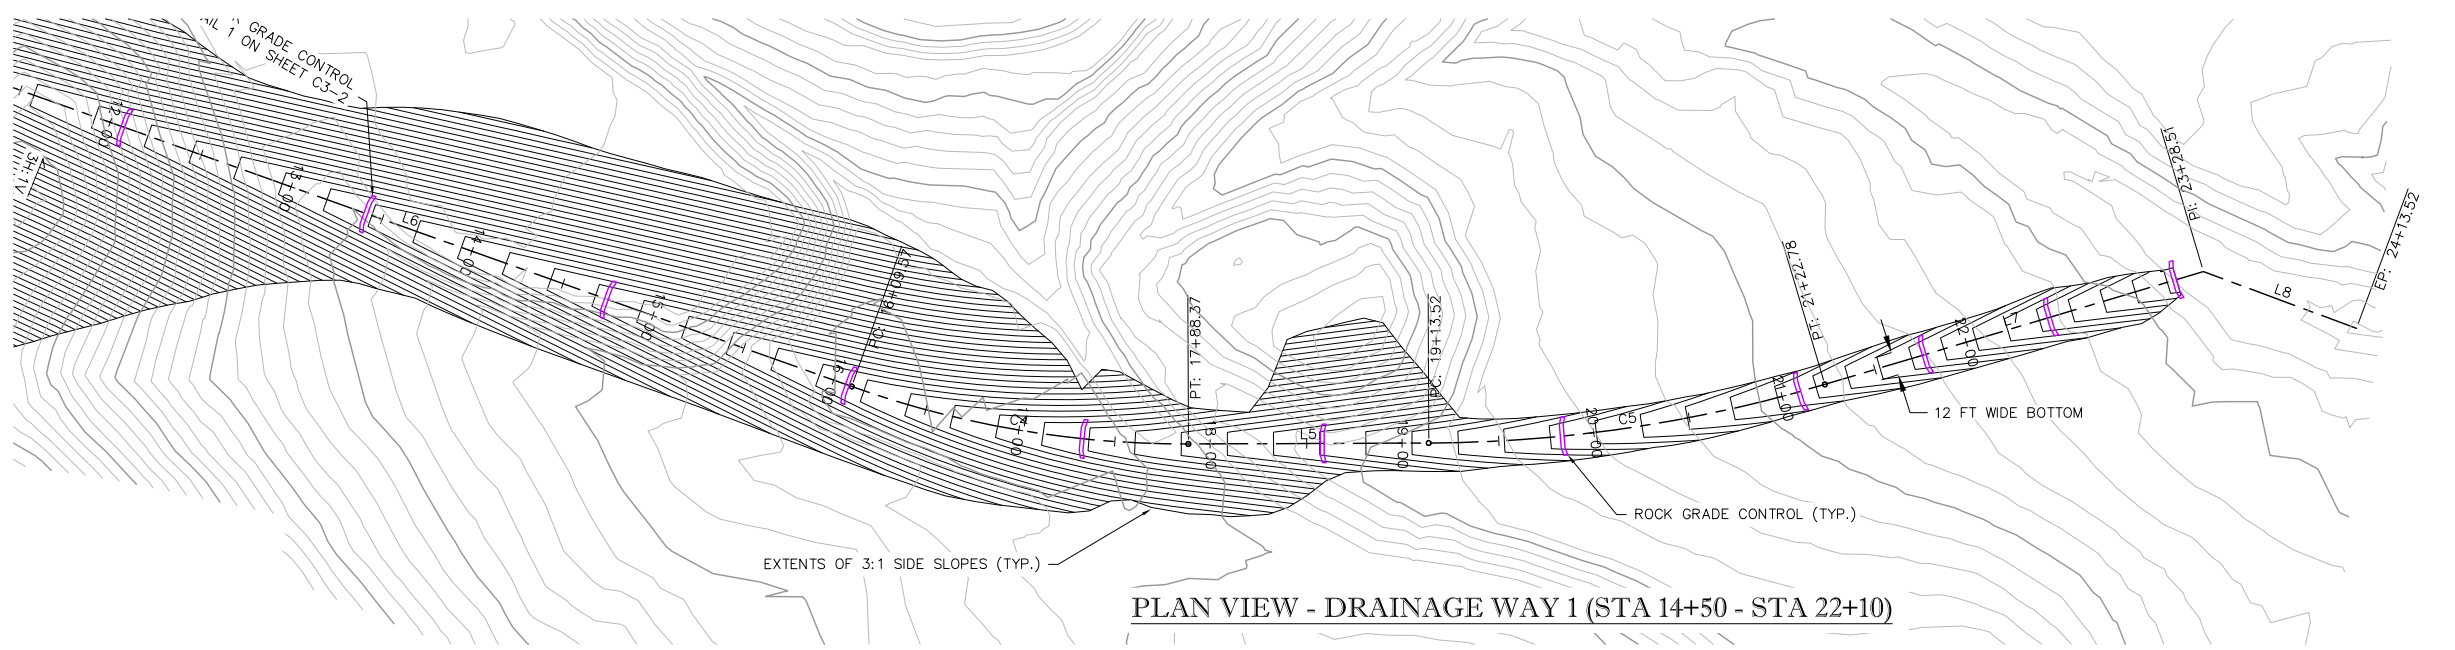 GRADE CONTROL
1 ON SHEET C3-2
3H:1V
12+00
13+00
L6
14+00
15+00
16+00
PC: 16+09.57
17+00
C4
PT: 17+88.37
18+00
L5
19+00
PC: 19+13.52
20+00
C5
21+00
PT: 21+22.78
22+00
L7
PI: 23+28.51
L8
EP: 24+13.52
12 FT WIDE BOTTOM
ROCK GRADE CONTROL (TYP.)
EXTENTS OF 3:1 SIDE SLOPES (TYP.)
PLAN VIEW - DRAINAGE WAY 1 (STA 14+50 - STA 22+10)